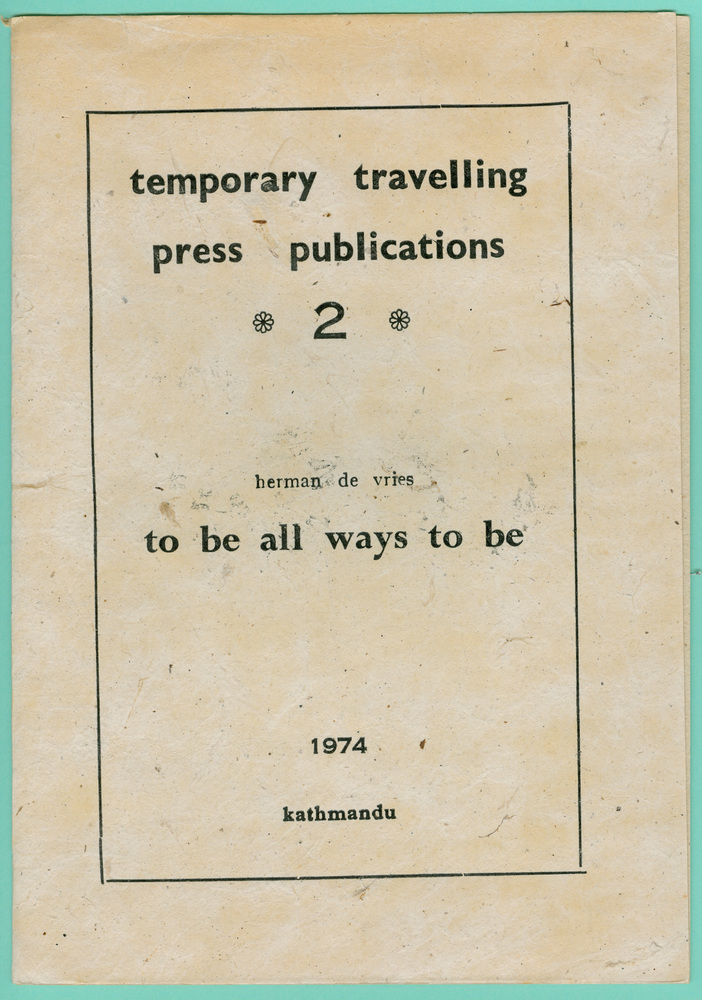 temporary travelling
press publications
❁ 2 ❁
herman de vries
to be all ways to be
1974
kathmandu